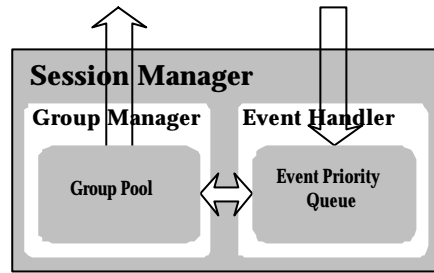 Session Manager
Group Manager
Event Handler
Group Pool
Event Priority
Queue